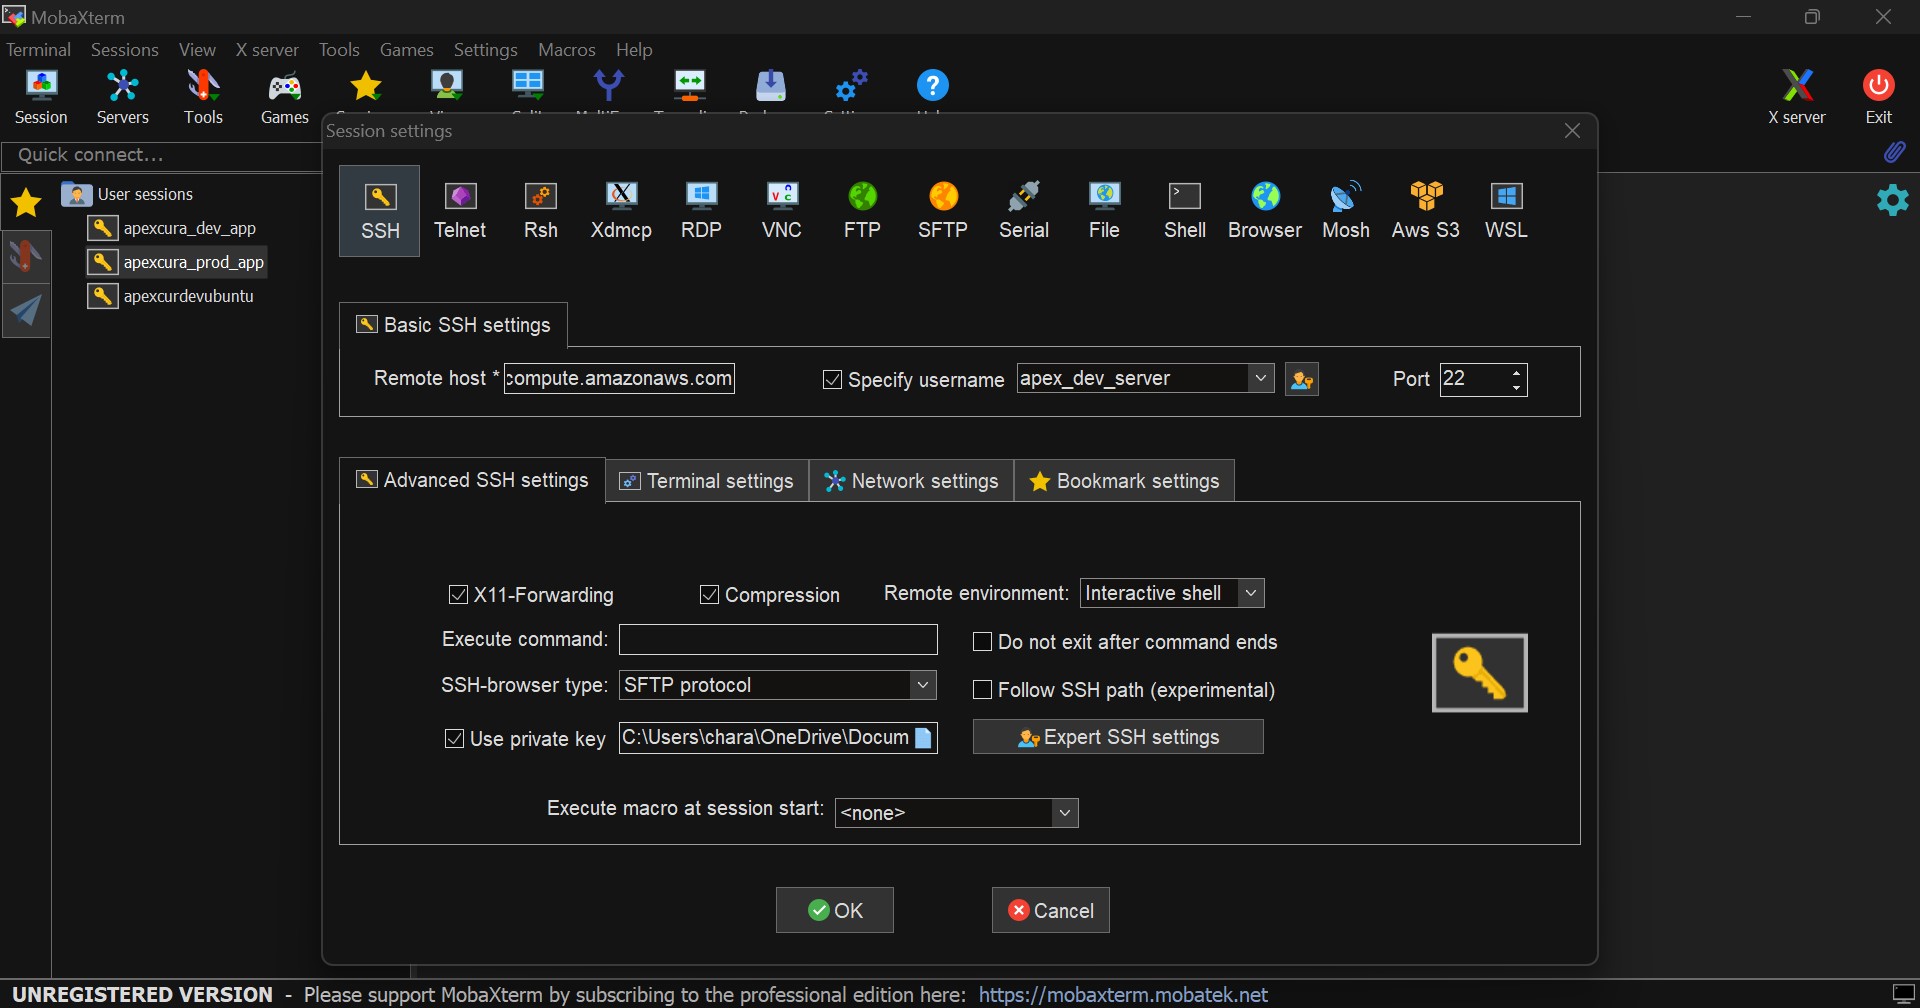 MobaXterm
Terminal Sessions View X server Tools Games Settings Macros Help
Session Servers Tools Games X server Exit
Session settings
Quick connect...
User sessions
apexcura_dev_app
apexcura_prod_app
apexcurdevubuntu
SSH Telnet Rsh Xdmcp RDP VNC FTP SFTP Serial File Shell Browser Mosh Aws S3 WSL
Basic SSH settings
Remote host * compute.amazonaws.com Specify username apex_dev_server Port 22
Advanced SSH settings Terminal settings Network settings Bookmark settings
X11-Forwarding Compression Remote environment: Interactive shell
Execute command: Do not exit after command ends
SSH-browser type: SFTP protocol Follow SSH path (experimental)
Use private key C:\Users\chara\OneDrive\Docum Expert SSH settings
Execute macro at session start: <none>
OK Cancel
UNREGISTERED VERSION - Please support MobaXterm by subscribing to the professional edition here: https://mobaxterm.mobatek.net